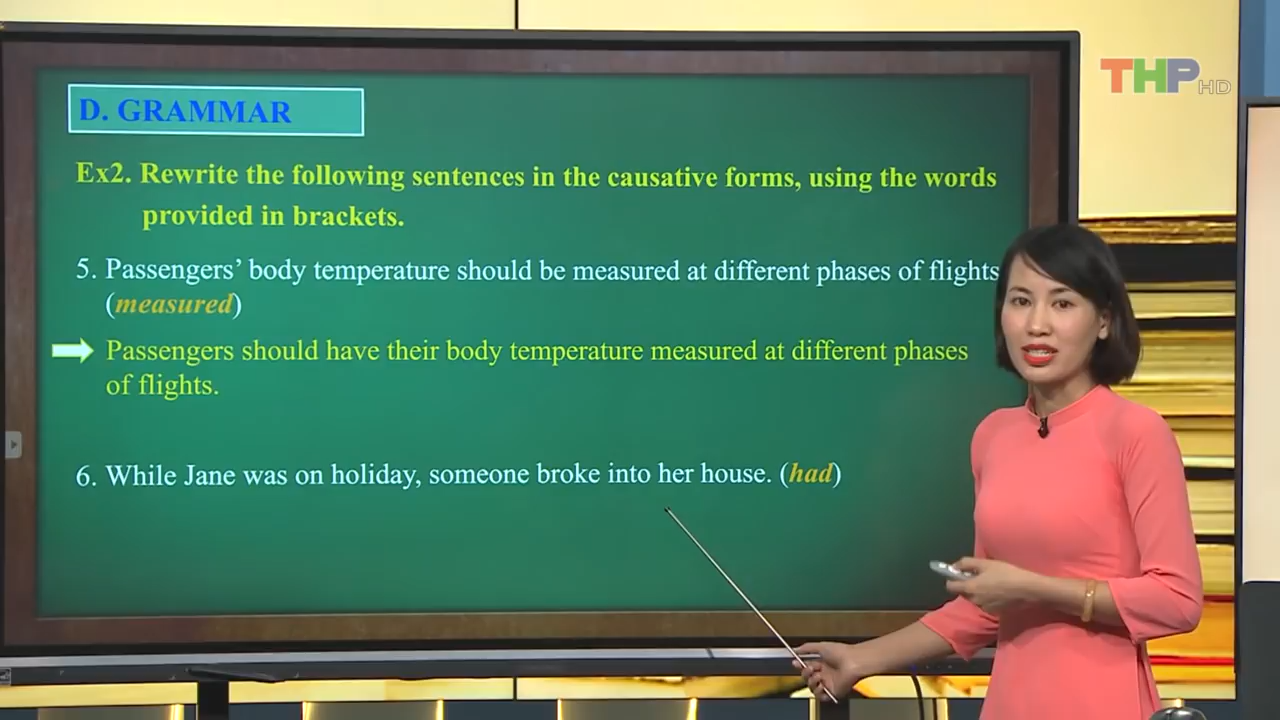 THP HD
D. GRAMMAR
Ex2. Rewrite the following sentences in the causative forms, using the words
provided in brackets.
5. Passengers’ body temperature should be measured at different phases of flights
(measured)
Passengers should have their body temperature measured at different phases
of flights.
6. While Jane was on holiday, someone broke into her house. (had)